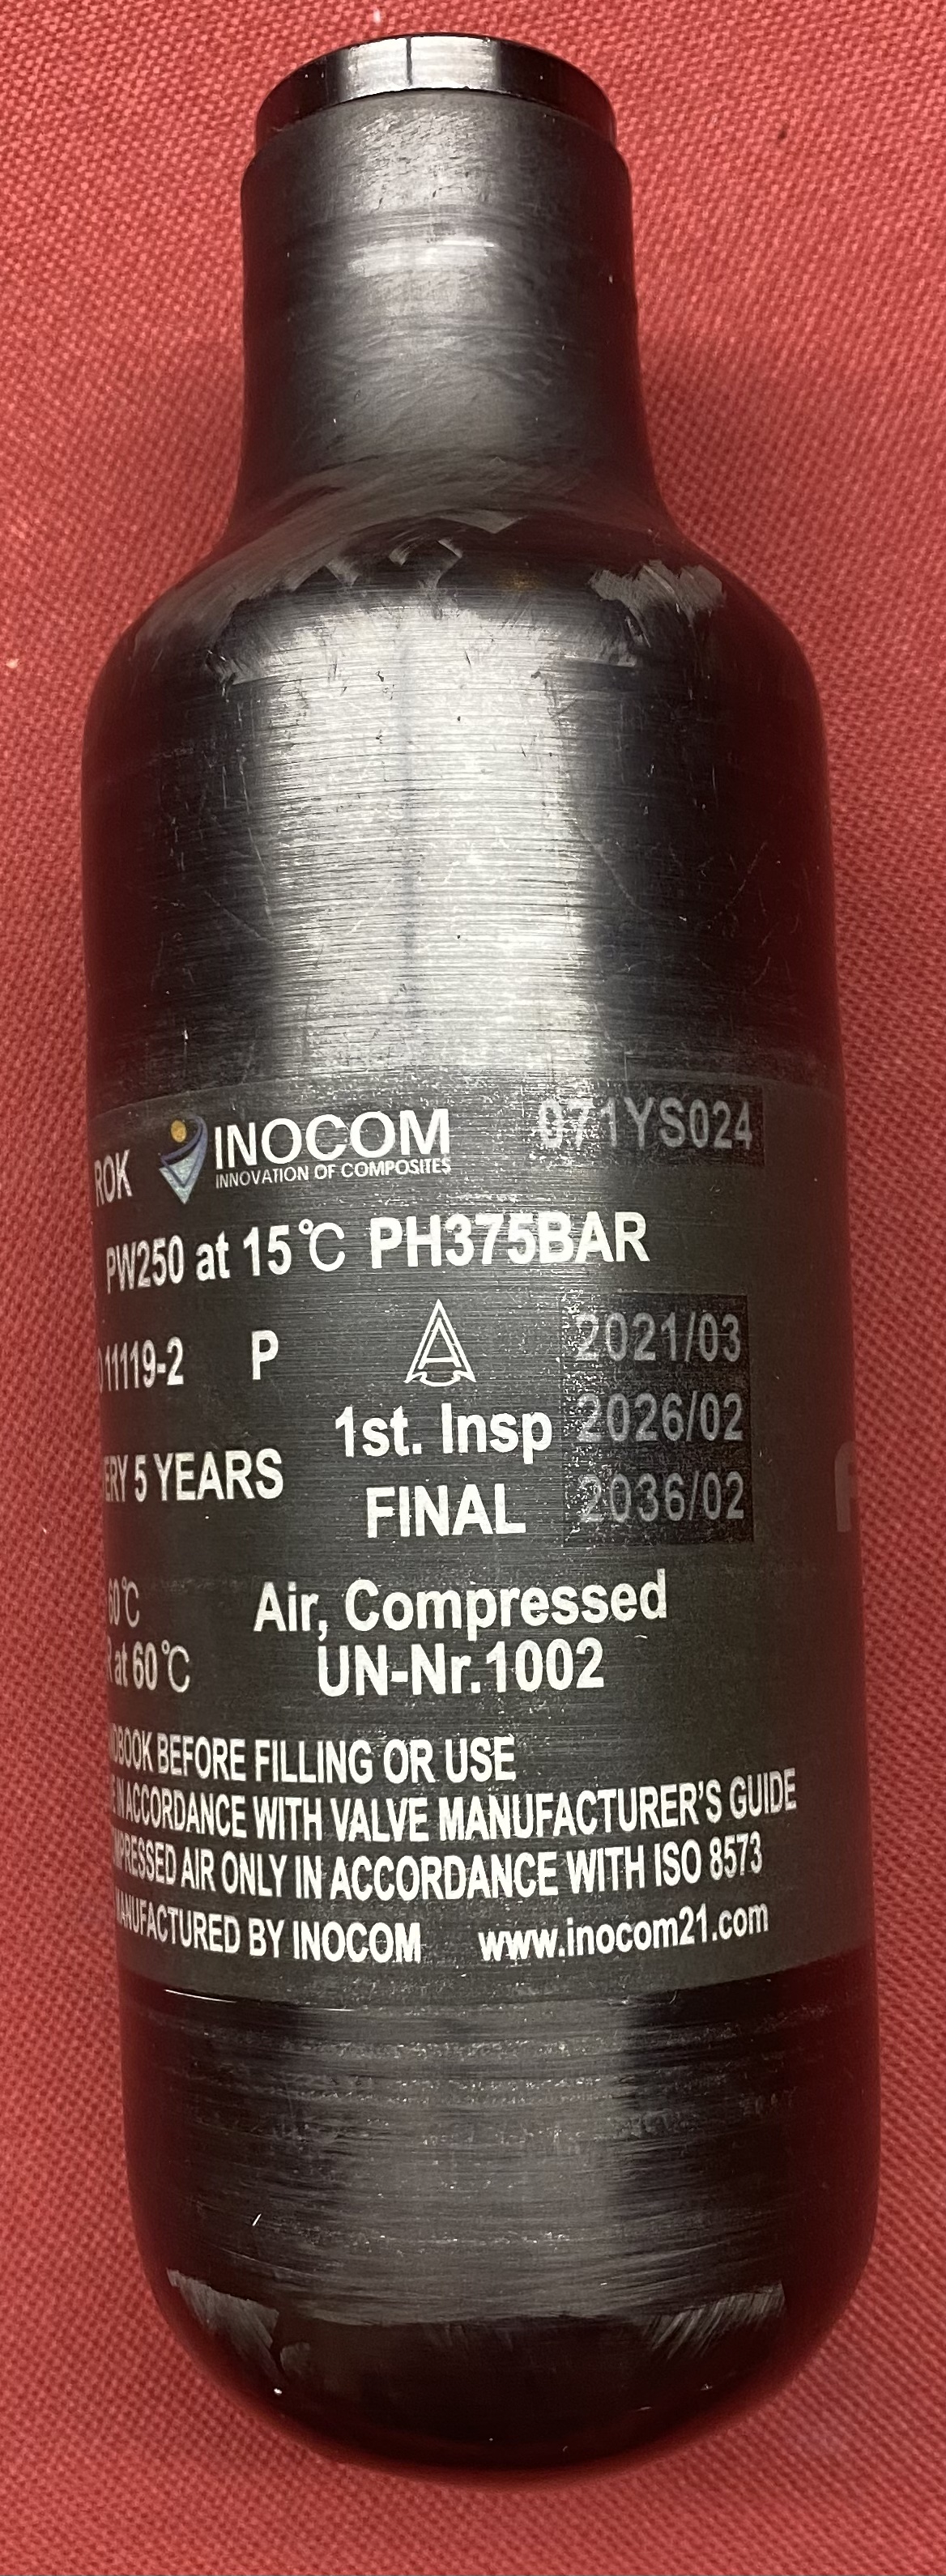 ROK INOCOM 071YS024
INNOVATION OF COMPOSITES
PW250 at 15℃ PH375BAR
11119-2 P A 2021/03
1st. Insp 2026/02
ERY 5 YEARS
FINAL 2036/02
60℃ Air, Compressed
R at 60℃ UN-Nr.1002
DBOOK BEFORE FILLING OR USE
IN ACCORDANCE WITH VALVE MANUFACTURER'S GUIDE
MPRESSED AIR ONLY IN ACCORDANCE WITH ISO 8573
MANUFACTURED BY INOCOM www.inocom21.com